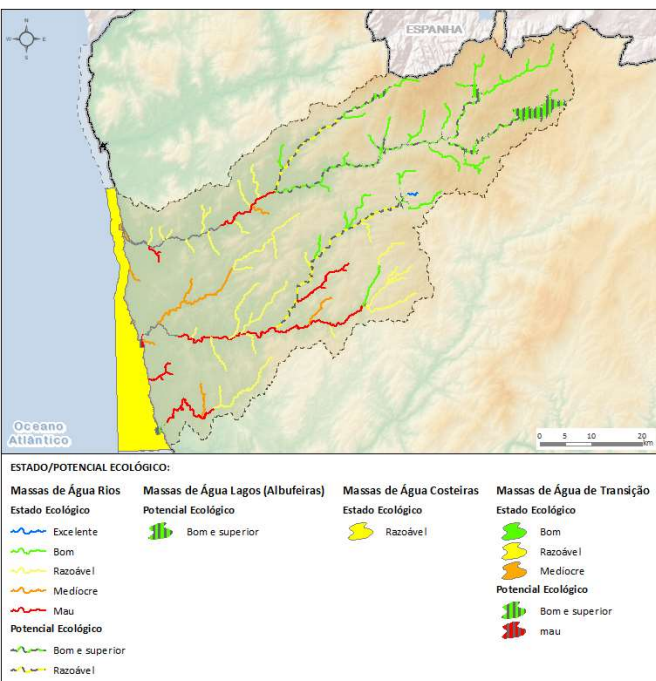 N
W
E
S
ESPANHA
Oceano
Atlântico
0 5 10 20
km
ESTADO/POTENCIAL ECOLÓGICO:
Massas de Água Rios
Estado Ecológico
Excelente
Bom
Razoável
Medíocre
Mau
Potencial Ecológico
Bom e superior
Razoável
Massas de Água Lagos (Albufeiras)
Potencial Ecológico
Bom e superior
Massas de Água Costeiras
Estado Ecológico
Razoável
Massas de Água de Transição
Estado Ecológico
Bom
Razoável
Medíocre
Potencial Ecológico
Bom e superior
mau